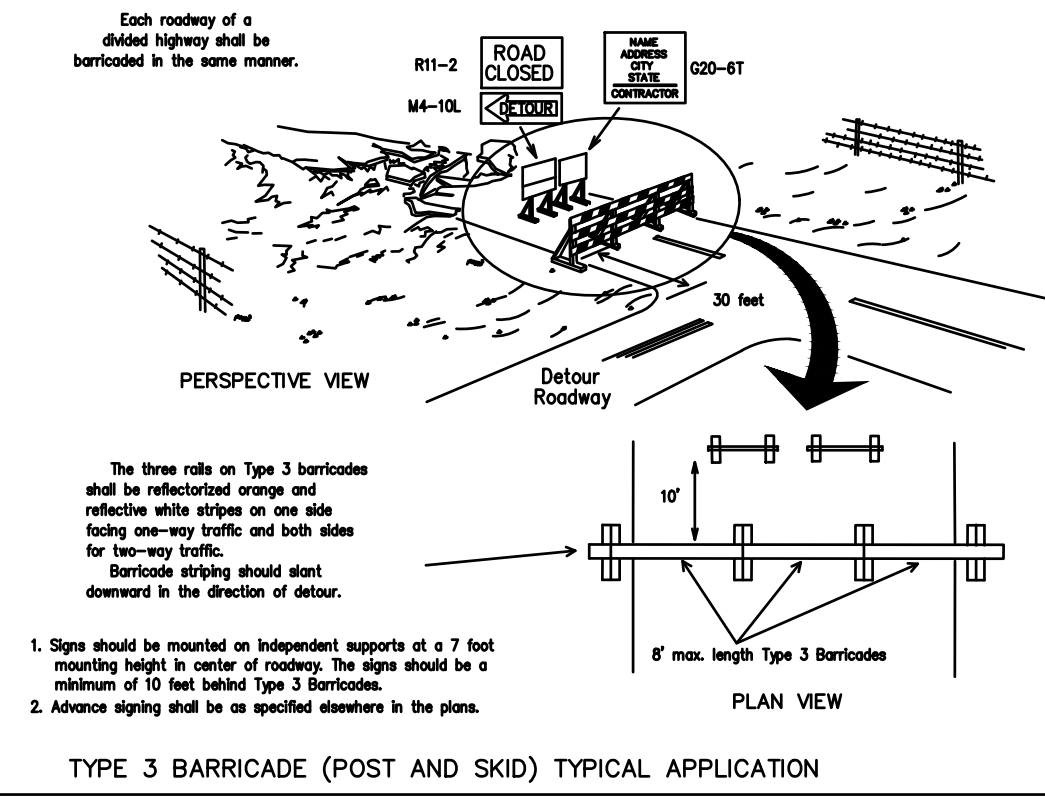 Each roadway of a
divided highway shall be
barricaded in the same manner.
R11-2
ROAD
CLOSED
M4-10L
DETOUR
NAME
ADDRESS
CITY
STATE
CONTRACTOR
G20-6T
30 feet
PERSPECTIVE VIEW
Detour
Roadway
The three rails on Type 3 barricades
shall be reflectorized orange and
reflective white stripes on one side
facing one-way traffic and both sides
for two-way traffic.
Barricade striping should slant
downward in the direction of detour.
10'
8' max. length Type 3 Barricades
PLAN VIEW
1. Signs should be mounted on independent supports at a 7 foot
mounting height in center of roadway. The signs should be a
minimum of 10 feet behind Type 3 Barricades.
2. Advance signing shall be as specified elsewhere in the plans.
TYPE 3 BARRICADE (POST AND SKID) TYPICAL APPLICATION